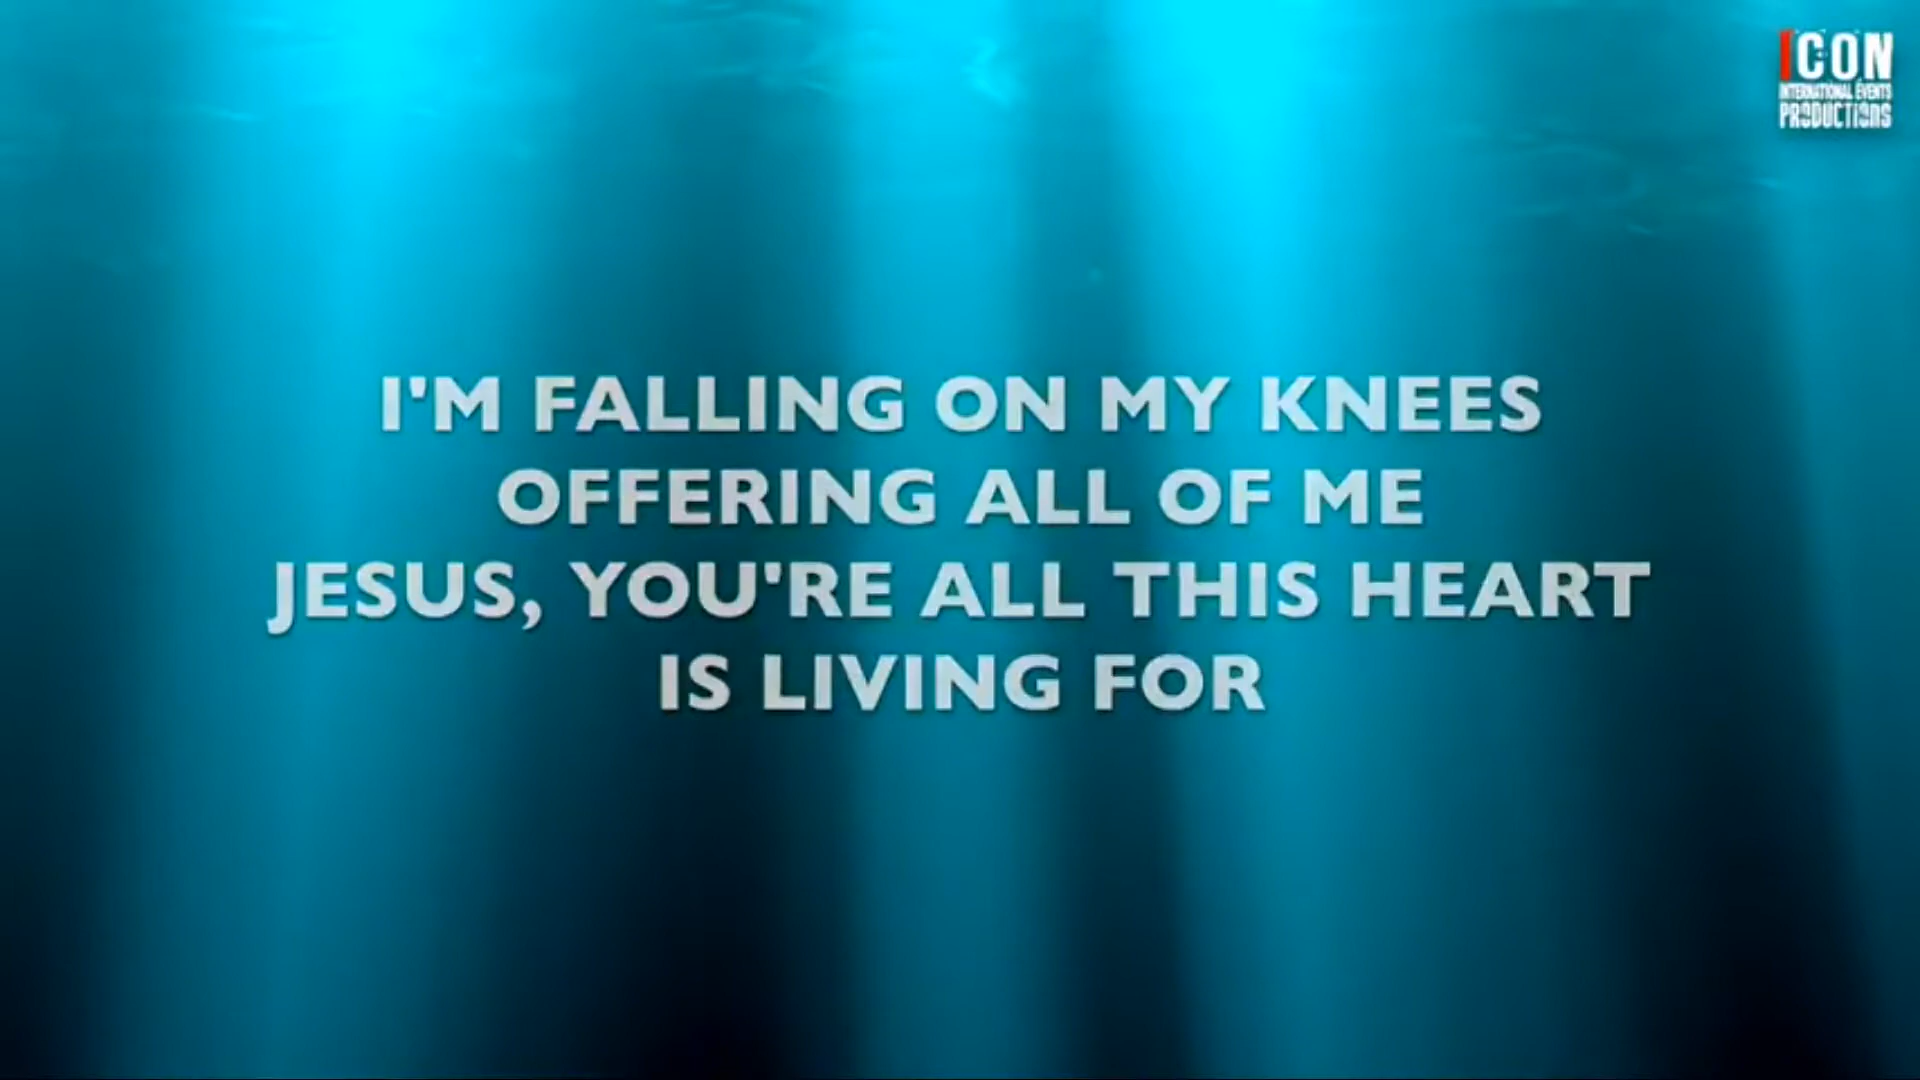 ICON
INTERNATIONAL EVENTS
PRODUCTIONS
I'M FALLING ON MY KNEES
OFFERING ALL OF ME
JESUS, YOU'RE ALL THIS HEART
IS LIVING FOR